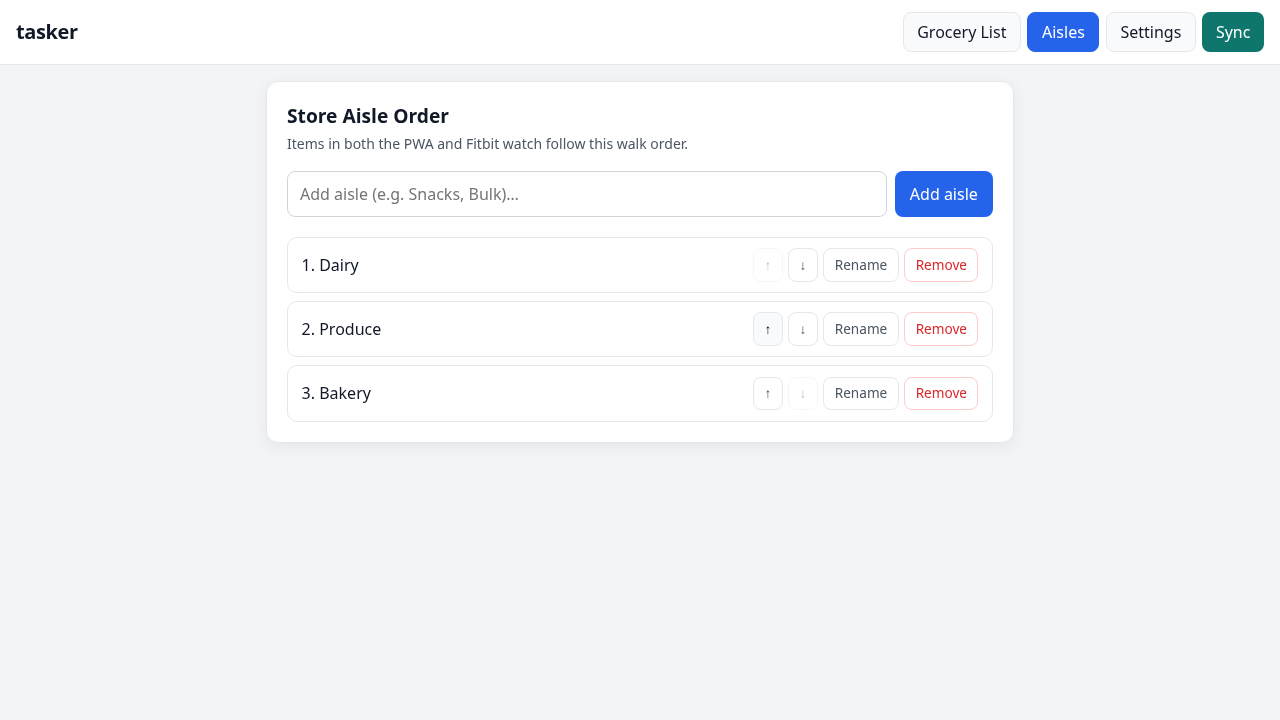 tasker
Grocery List
Aisles
Settings
Sync
Store Aisle Order
Items in both the PWA and Fitbit watch follow this walk order.
Add aisle (e.g. Snacks, Bulk)...
Add aisle
1. Dairy ↑ ↓ Rename Remove
2. Produce ↑ ↓ Rename Remove
3. Bakery ↑ ↓ Rename Remove